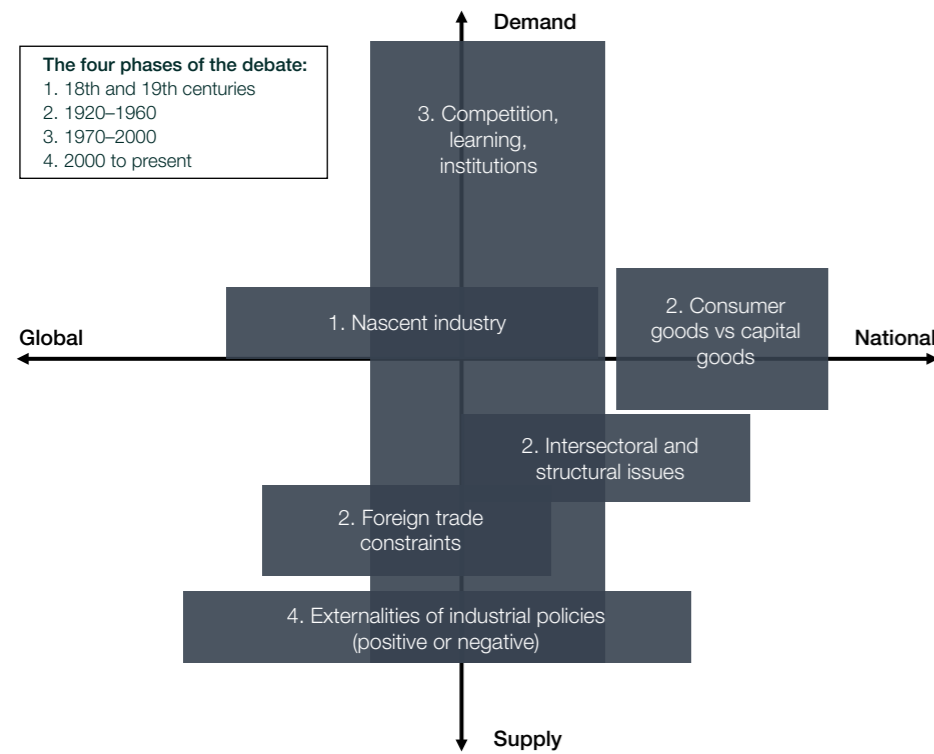 Demand
The four phases of the debate:
1. 18th and 19th centuries
2. 1920–1960
3. 1970–2000
4. 2000 to present
3. Competition,
learning,
institutions
1. Nascent industry
2. Consumer
goods vs capital
goods
Global
National
2. Intersectoral and
structural issues
2. Foreign trade
constraints
4. Externalities of industrial policies
(positive or negative)
Supply